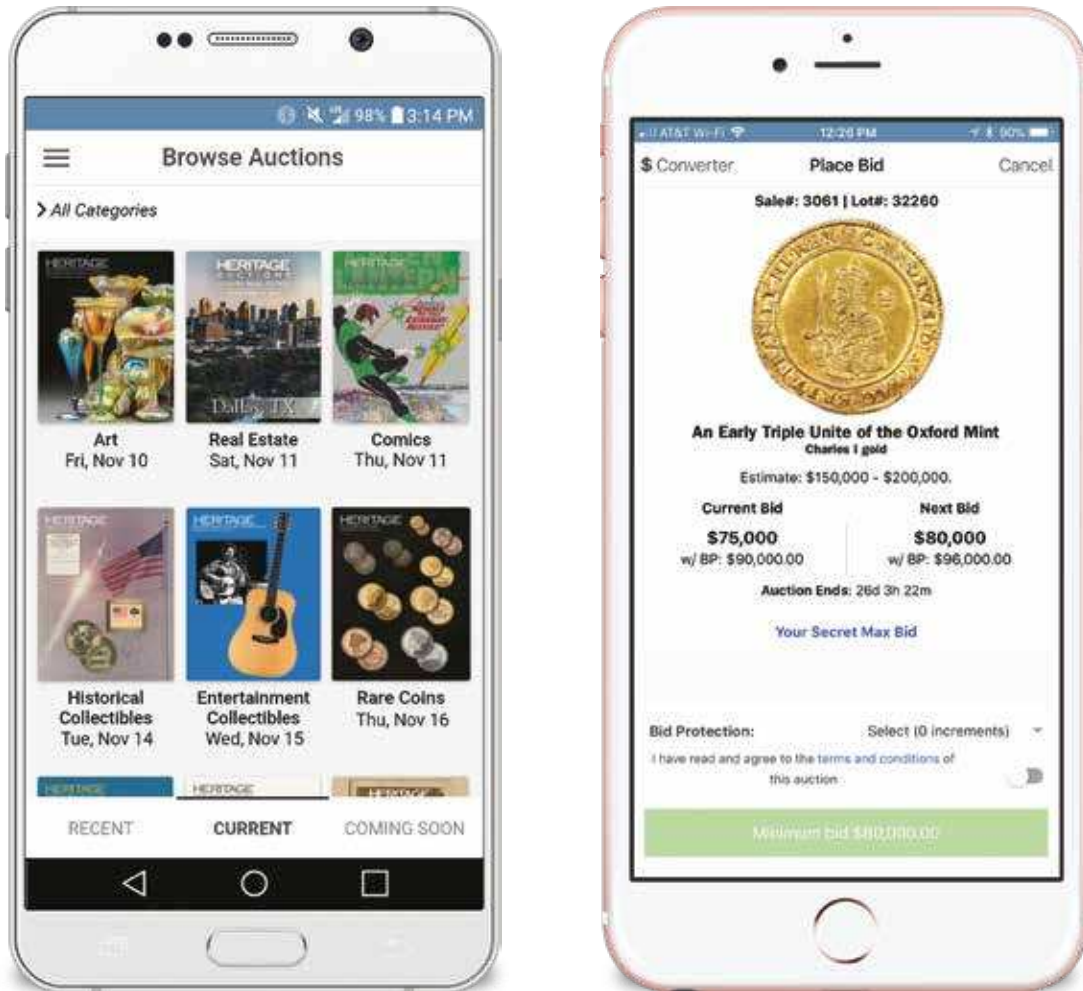 98% 3:14 PM
Browse Auctions
All Categories
HERITAGE
HERITAGE
AUCTIONS
HERITAGE
Dallas, TX
Art
Fri, Nov 10
Real Estate
Sat, Nov 11
Comics
Thu, Nov 11
HERITAGE
HERITAGE
HERITAGE
Historical
Collectibles
Tue, Nov 14
Entertainment
Collectibles
Wed, Nov 15
Rare Coins
Thu, Nov 16
HERITAGE
HERITAGE
HERITAGE
RECENT
CURRENT
COMING SOON
AT&T Wi-Fi 12:26 PM 90%
$ Converter
Place Bid
Cancel
Sale#: 3061 | Lot#: 32260
An Early Triple Unite of the Oxford Mint
Charles I gold
Estimate: $150,000 - $200,000.
Current Bid
$75,000
w/ BP: $90,000.00
Next Bid
$80,000
w/ BP: $96,000.00
Auction Ends: 26d 3h 22m
Your Secret Max Bid
Bid Protection:
Select (0 increments)
I have read and agree to the terms and conditions of
this auction
Minimum bid $80,000.00